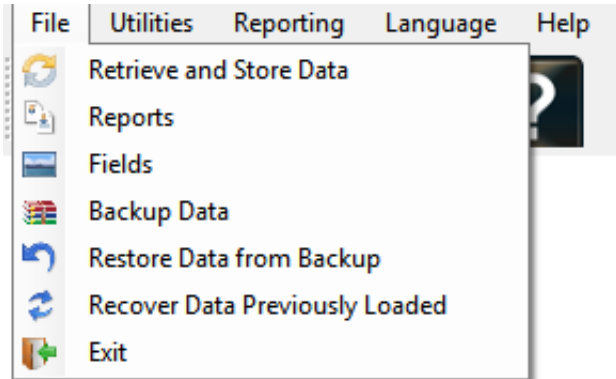 File Utilities Reporting Language Help
Retrieve and Store Data
?
Reports
Fields
Backup Data
Restore Data from Backup
Recover Data Previously Loaded
Exit